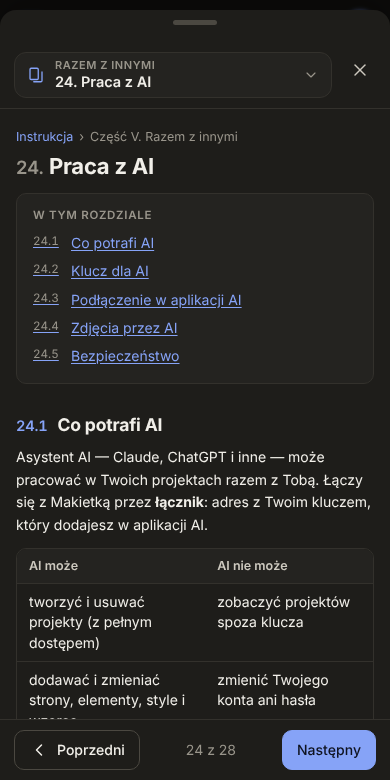 RAZEM Z INNYMI
24. Praca z AI
Instrukcja › Część V. Razem z innymi
24. Praca z AI
W TYM ROZDZIALE
24.1 Co potrafi AI
24.2 Klucz dla AI
24.3 Podłączenie w aplikacji AI
24.4 Zdjęcia przez AI
24.5 Bezpieczeństwo
24.1 Co potrafi AI
Asystent AI — Claude, ChatGPT i inne — może
pracować w Twoich projektach razem z Tobą. Łączy
się z Makietką przez łącznik: adres z Twoim kluczem,
który dodajesz w aplikacji AI.
AI może AI nie może
tworzyć i usuwać zobaczyć projektów
projekty (z pełnym spoza klucza
dostępem)
dodawać i zmieniać zmienić Twojego
strony, elementy, style i konta ani hasła
Poprzedni 24 z 28 Następny